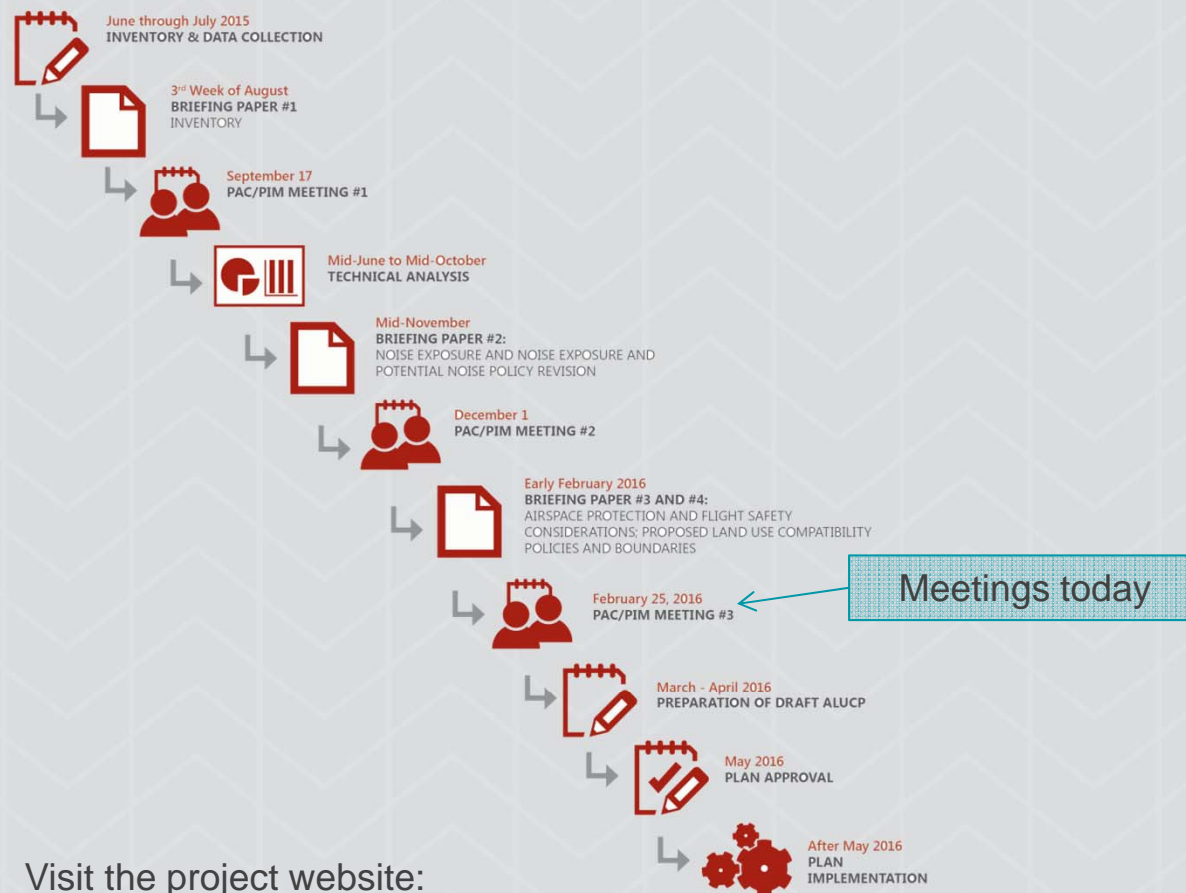 June through July 2015
INVENTORY & DATA COLLECTION
3rd Week of August
BRIEFING PAPER #1
INVENTORY
September 17
PAC/PIM MEETING #1
Mid-June to Mid-October
TECHNICAL ANALYSIS
Mid-November
BRIEFING PAPER #2:
NOISE EXPOSURE AND NOISE EXPOSURE AND
POTENTIAL NOISE POLICY REVISION
December 1
PAC/PIM MEETING #2
Early February 2016
BRIEFING PAPER #3 AND #4:
AIRSPACE PROTECTION AND FLIGHT SAFETY
CONSIDERATIONS; PROPOSED LAND USE COMPATIBILITY
POLICIES AND BOUNDARIES
February 25, 2016
PAC/PIM MEETING #3
Meetings today
March - April 2016
PREPARATION OF DRAFT ALUCP
May 2016
PLAN APPROVAL
After May 2016
PLAN
IMPLEMENTATION
Visit the project website: